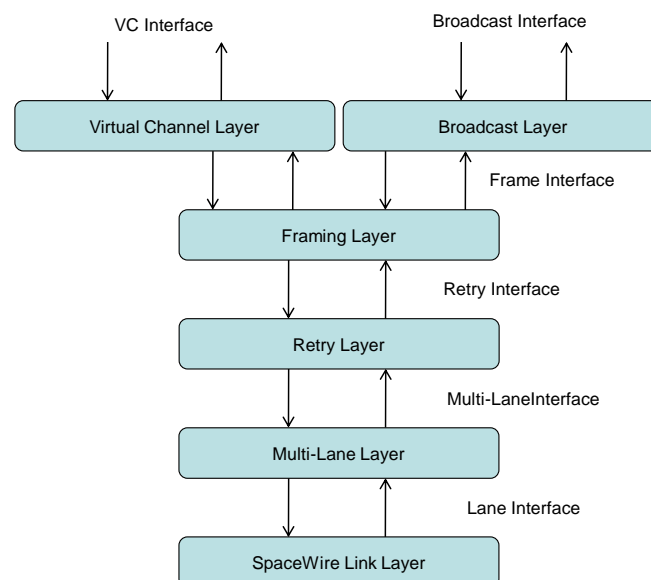 VC Interface
Broadcast Interface
Virtual Channel Layer
Broadcast Layer
Frame Interface
Framing Layer
Retry Interface
Retry Layer
Multi-LaneInterface
Multi-Lane Layer
Lane Interface
SpaceWire Link Layer